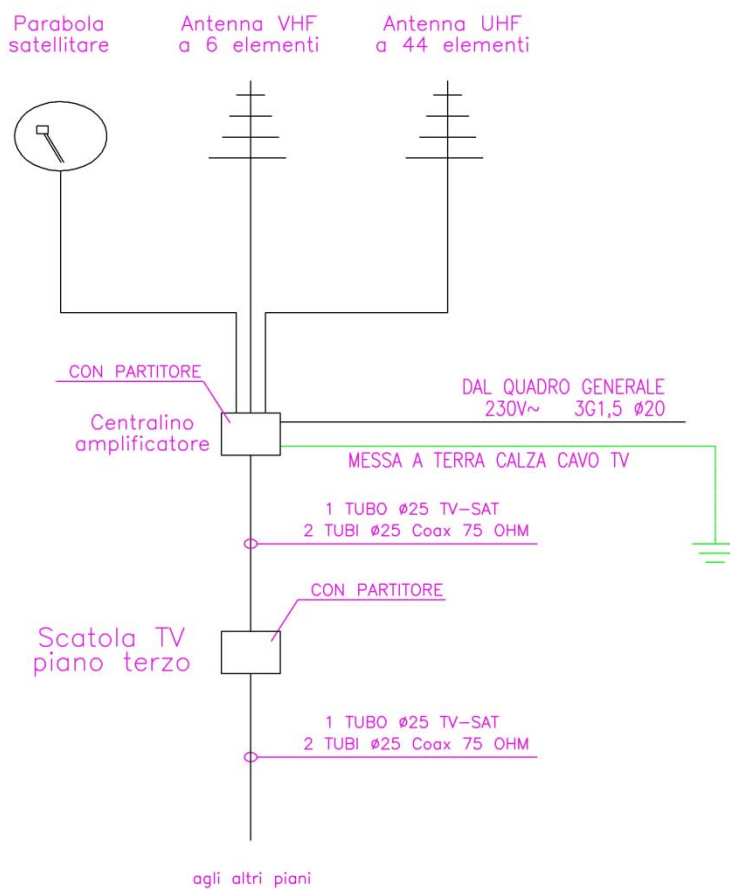 Parabola
satellitare
Antenna VHF
a 6 elementi
Antenna UHF
a 44 elementi
CON PARTITORE
Centralino
amplificatore
DAL QUADRO GENERALE
230V~ 3G1,5 ø20
MESSA A TERRA CALZA CAVO TV
1 TUBO ø25 TV-SAT
2 TUBI ø25 Coax 75 OHM
CON PARTITORE
Scatola TV
piano terzo
1 TUBO ø25 TV-SAT
2 TUBI ø25 Coax 75 OHM
agli altri piani